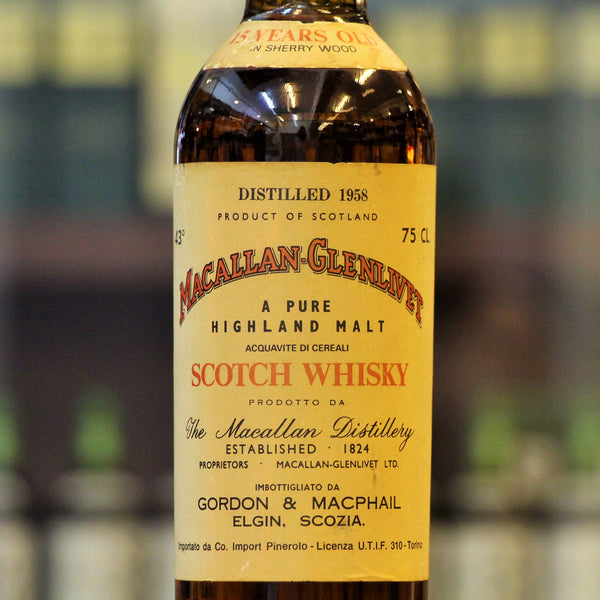 15 YEARS OLD
IN SHERRY WOOD
DISTILLED 1958
PRODUCT OF SCOTLAND
43° 75 CL.
MACALLAN-GLENLIVET
A PURE
HIGHLAND MALT
ACQUAVITE DI CEREALI
SCOTCH WHISKY
PRODOTTO DA
The Macallan Distillery
ESTABLISHED · 1824
PROPRIETORS · MACALLAN-GLENLIVET LTD.
IMBOTTIGLIATO DA
GORDON & MACPHAIL
ELGIN, SCOZIA.
Importato da Co. Import Pinerolo - Licenza U.T.I.F. 310 - Torino